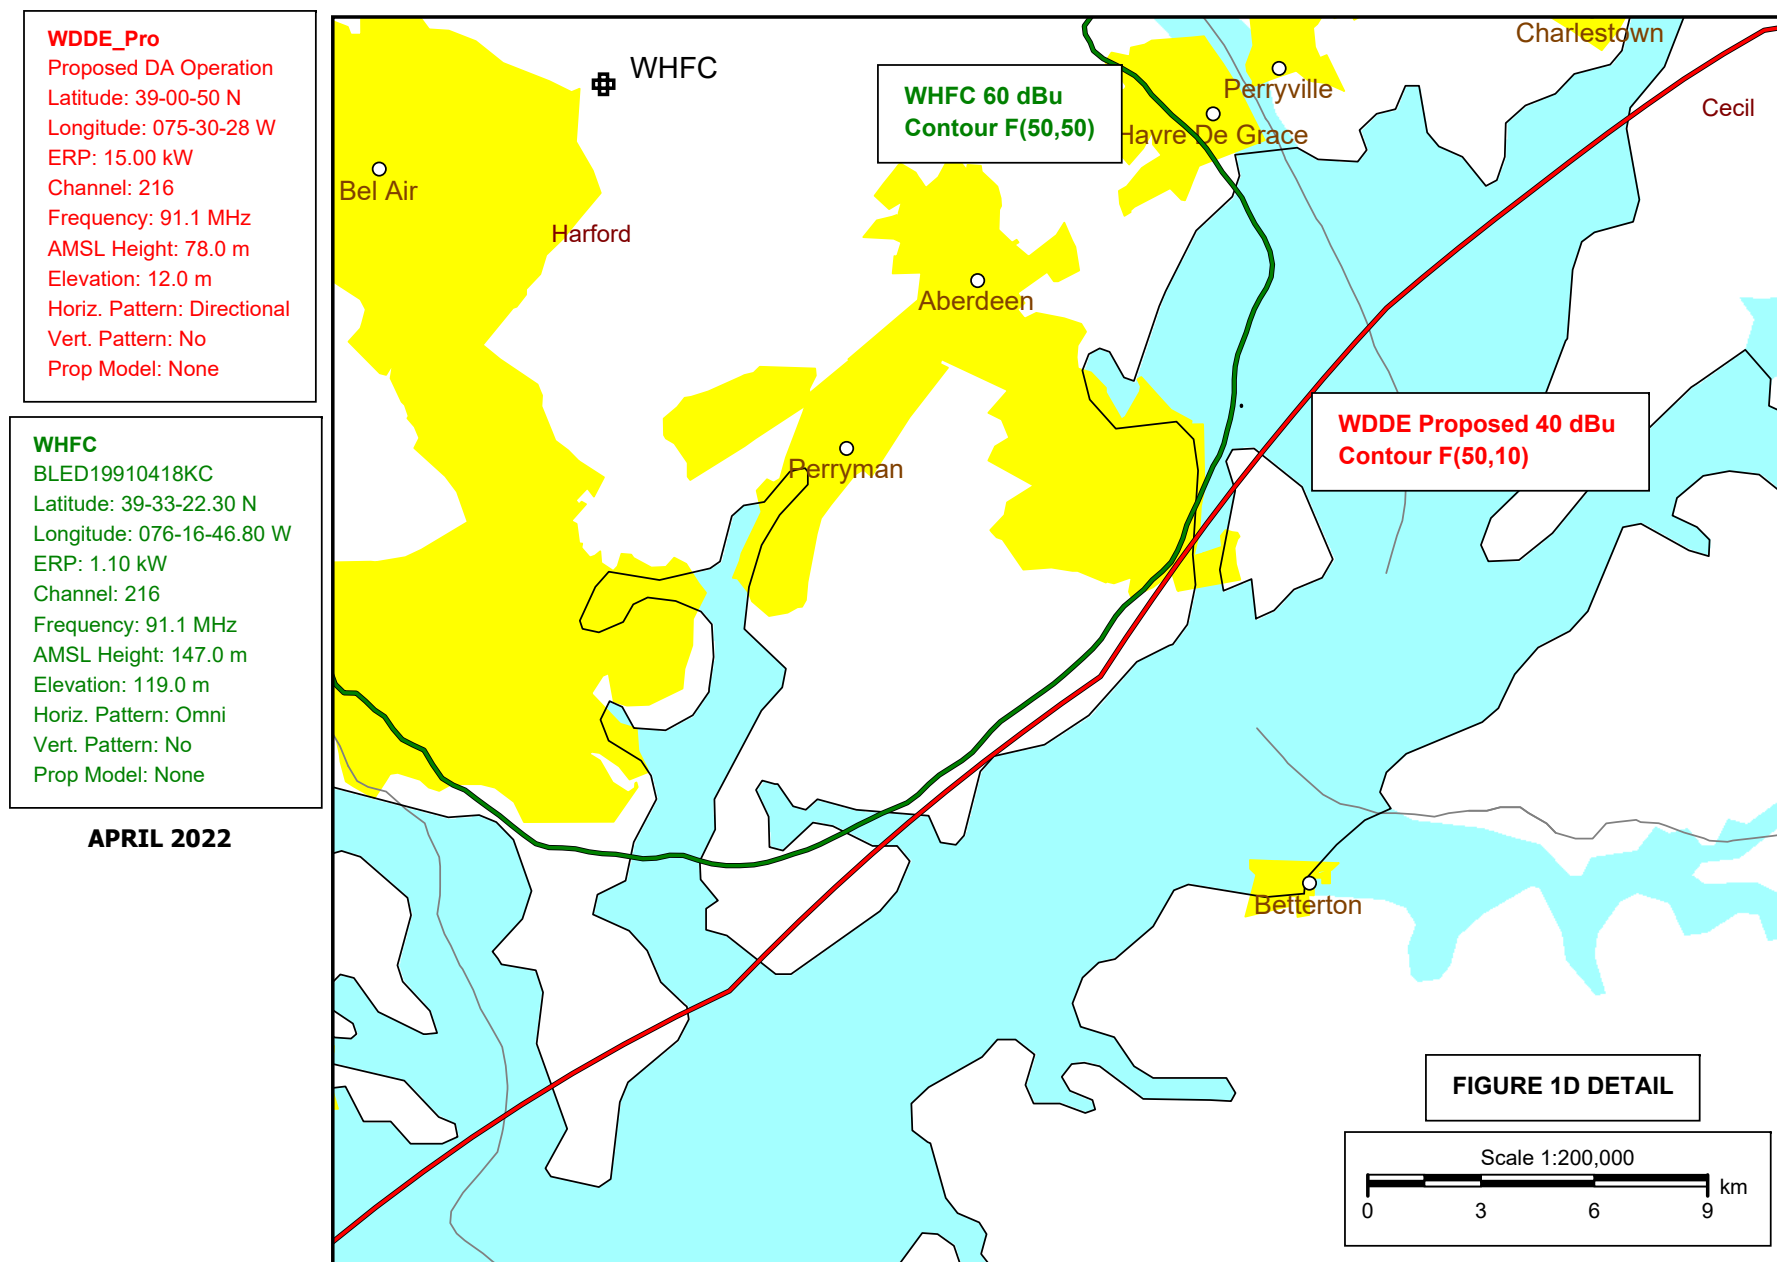 WDDE_Pro
Proposed DA Operation
Latitude: 39-00-50 N
Longitude: 075-30-28 W
ERP: 15.00 kW
Channel: 216
Frequency: 91.1 MHz
AMSL Height: 78.0 m
Elevation: 12.0 m
Horiz. Pattern: Directional
Vert. Pattern: No
Prop Model: None
WHFC
BLED19910418KC
Latitude: 39-33-22.30 N
Longitude: 076-16-46.80 W
ERP: 1.10 kW
Channel: 216
Frequency: 91.1 MHz
AMSL Height: 147.0 m
Elevation: 119.0 m
Horiz. Pattern: Omni
Vert. Pattern: No
Prop Model: None
APRIL 2022
WHFC
WHFC 60 dBu
Contour F(50,50)
Charlestown
Perryville
Cecil
Havre De Grace
Bel Air
Harford
Aberdeen
WDDE Proposed 40 dBu
Contour F(50,10)
Perryman
Betterton
FIGURE 1D DETAIL
Scale 1:200,000
km
0 3 6 9